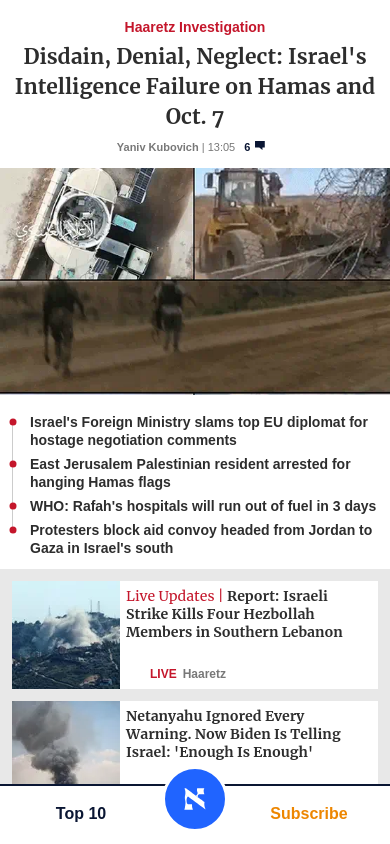 Haaretz Investigation
Disdain, Denial, Neglect: Israel's
Intelligence Failure on Hamas and
Oct. 7
Yaniv Kubovich | 13:05 6
Israel's Foreign Ministry slams top EU diplomat for
hostage negotiation comments
East Jerusalem Palestinian resident arrested for
hanging Hamas flags
WHO: Rafah's hospitals will run out of fuel in 3 days
Protesters block aid convoy headed from Jordan to
Gaza in Israel's south
Live Updates | Report: Israeli
Strike Kills Four Hezbollah
Members in Southern Lebanon
LIVE Haaretz
Netanyahu Ignored Every
Warning. Now Biden Is Telling
Israel: 'Enough Is Enough'
Top 10
א
Subscribe